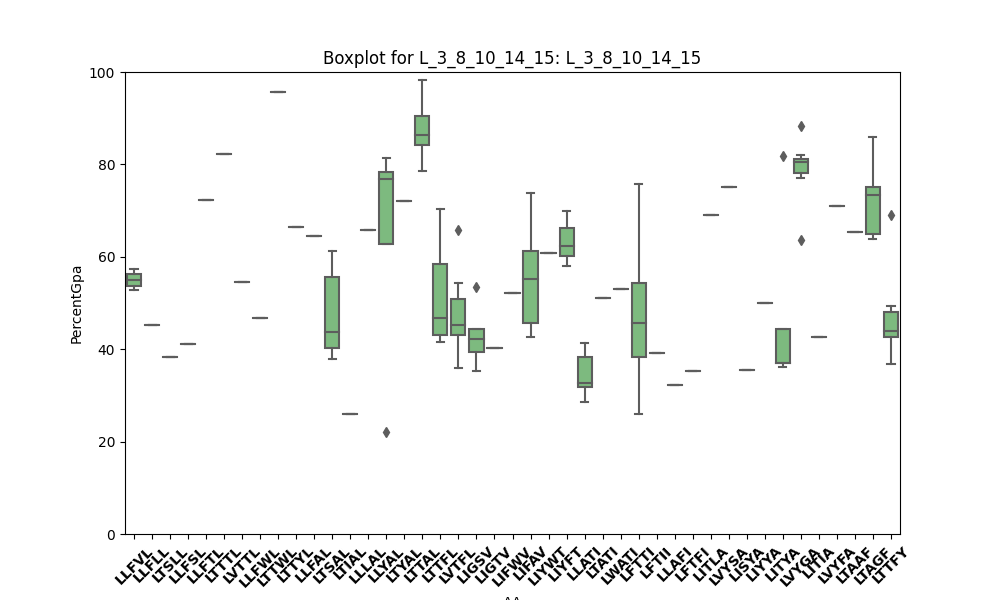 Boxplot for L_3_8_10_14_15: L_3_8_10_14_15
PercentGpa
100
80
60
40
20
0
LLFVL LLFLL LTSLL LLFSL LLFTL LTTTL LVTTL LLFWL LTTWL LTTYL LLFAL LTSAL LTIAL LLLAL LLYAL LTYAL LTTAL LTTFL LVTFL LIGSV LIGTV LIFWV LIFAV LIYWT LIYFT LLATI LTATI LWATI LFTTI LFTII LLAFI LFTFI LITLA LVYSA LISYA LIYYA LITYA LVYGA LITIA LVYFA LTAAF LTAGF LTTFY